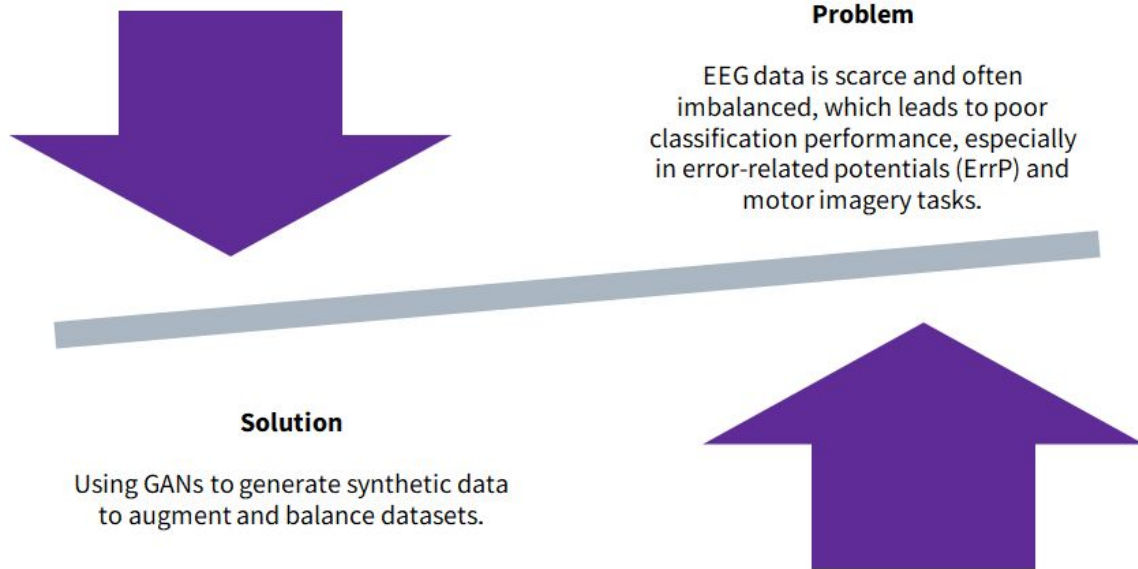 Problem
EEG data is scarce and often
imbalanced, which leads to poor
classification performance, especially
in error-related potentials (ErrP) and
motor imagery tasks.
Solution
Using GANs to generate synthetic data
to augment and balance datasets.